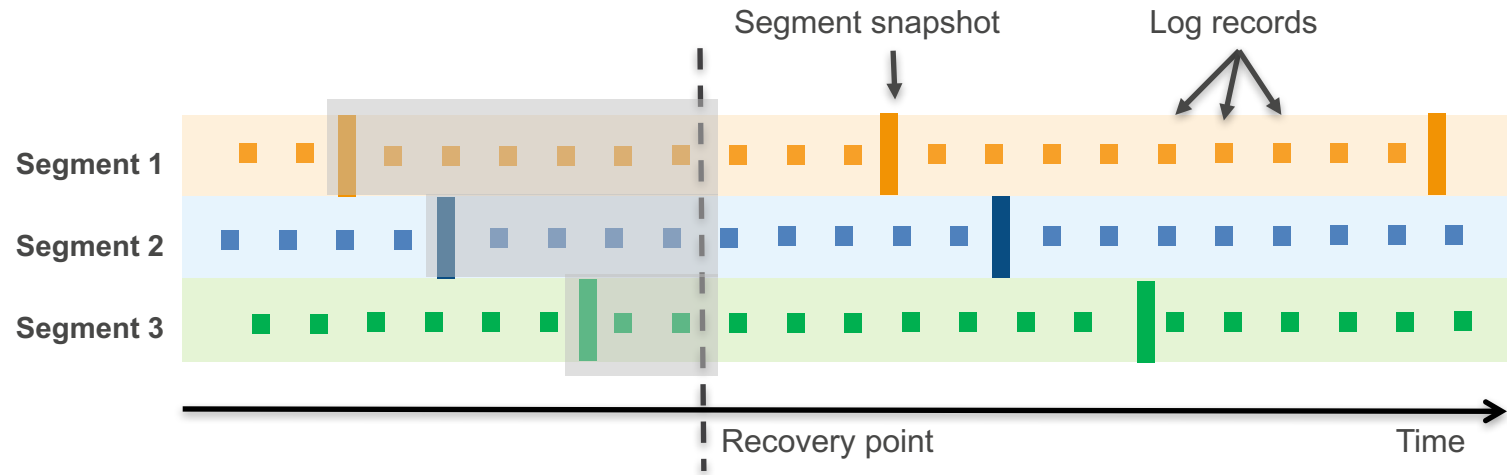 Segment snapshot
Log records
Segment 1
Segment 2
Segment 3
Recovery point
Time